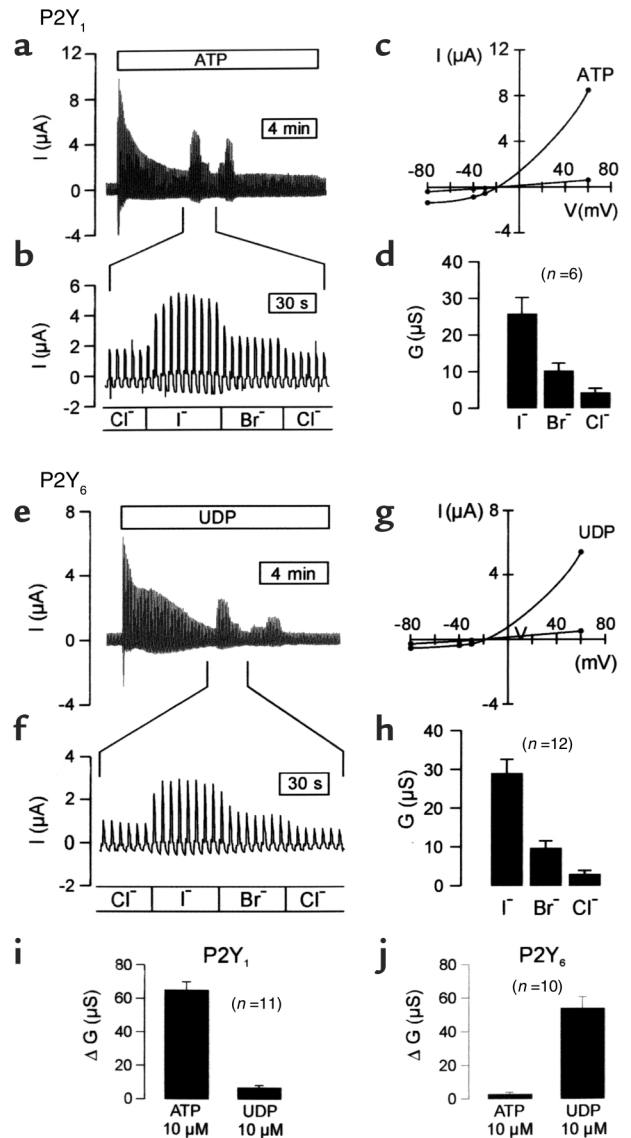 P2Y1
a
ATP
4 min
I (µA)
12
8
4
0
-4
b
30 s
I (µA)
6
4
2
0
-2
Cl⁻ I⁻ Br⁻ Cl⁻
c
I (µA)
ATP
12
8
4
-4
-80 -40 0 40 80
V(mV)
d
(n=6)
G (µS)
40
30
20
10
0
I⁻ Br⁻ Cl⁻
P2Y6
e
UDP
4 min
I (µA)
8
4
0
-4
f
30 s
I (µA)
4
2
0
-2
Cl⁻ I⁻ Br⁻ Cl⁻
g
I (µA)
UDP
8
4
-4
-80 -40 0 40 80
V
(mV)
h
(n=12)
G (µS)
40
30
20
10
0
I⁻ Br⁻ Cl⁻
i
P2Y1
(n=11)
Δ G (µS)
80
60
40
20
0
ATP UDP
10 µM 10 µM
j
P2Y6
(n=10)
Δ G (µS)
80
60
40
20
0
ATP UDP
10 µM 10 µM